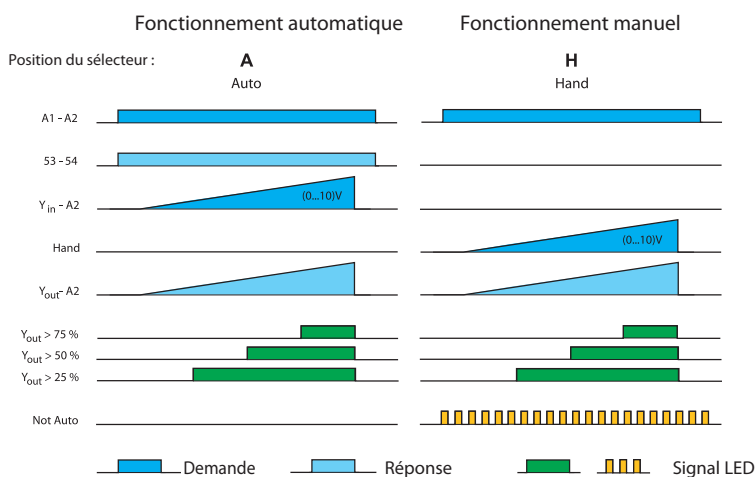 Fonctionnement automatique
Fonctionnement manuel
Position du sélecteur :
A
H
Auto
Hand
A1 – A2
53 – 54
Y in – A2
(0...10)V
Hand
(0...10)V
Yout– A2
Yout > 75 %
Yout > 50 %
Yout > 25 %
Not Auto
Demande
Réponse
Signal LED